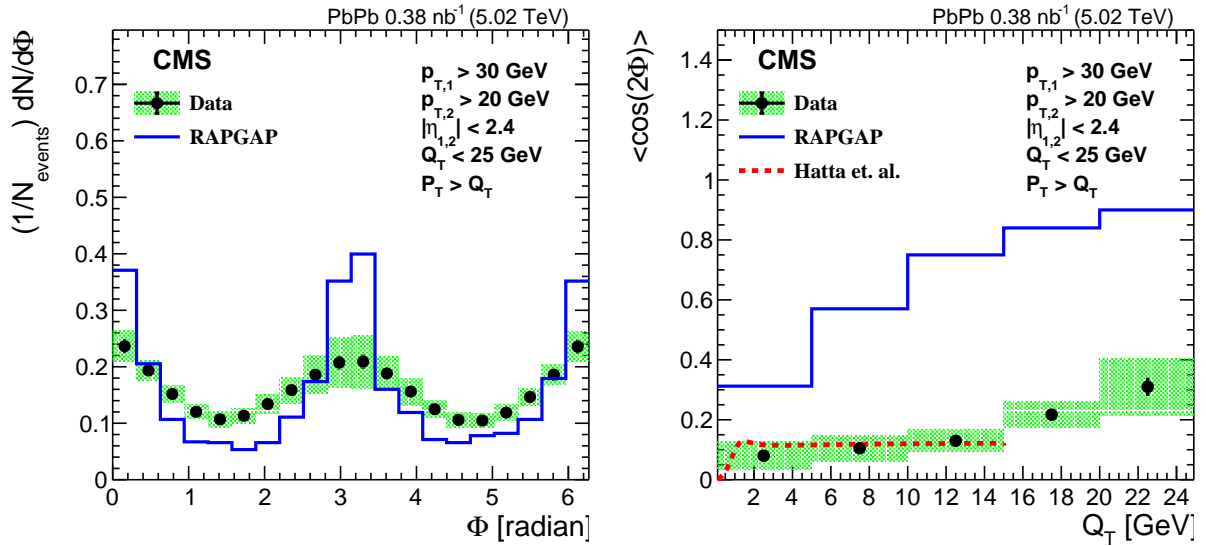 PbPb 0.38 nb⁻¹ (5.02 TeV)
CMS
Data
RAPGAP
p_T,1 > 30 GeV
p_T,2 > 20 GeV
|η_1,2| < 2.4
Q_T < 25 GeV
P_T > Q_T
(1/N_events) dN/dΦ
0.7
0.6
0.5
0.4
0.3
0.2
0.1
0
0 1 2 3 4 5 6
Φ [radian]
PbPb 0.38 nb⁻¹ (5.02 TeV)
CMS
Data
RAPGAP
Hatta et. al.
p_T,1 > 30 GeV
p_T,2 > 20 GeV
|η_1,2| < 2.4
Q_T < 25 GeV
P_T > Q_T
<cos(2Φ)>
1.4
1.2
1
0.8
0.6
0.4
0.2
0
2 4 6 8 10 12 14 16 18 20 22 24
Q_T [GeV]